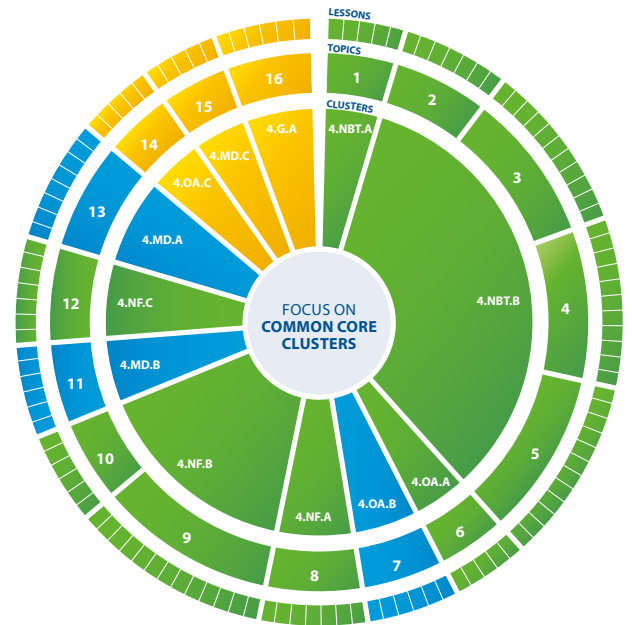 LESSONS
TOPICS
1
2
3
4
5
6
7
8
9
10
11
12
13
14
15
16
CLUSTERS
4.NBT.A
4.NBT.B
4.OA.A
4.OA.B
4.NF.A
4.NF.B
4.MD.B
4.NF.C
4.MD.A
4.OA.C
4.MD.C
4.G.A
FOCUS ON
COMMON CORE
CLUSTERS